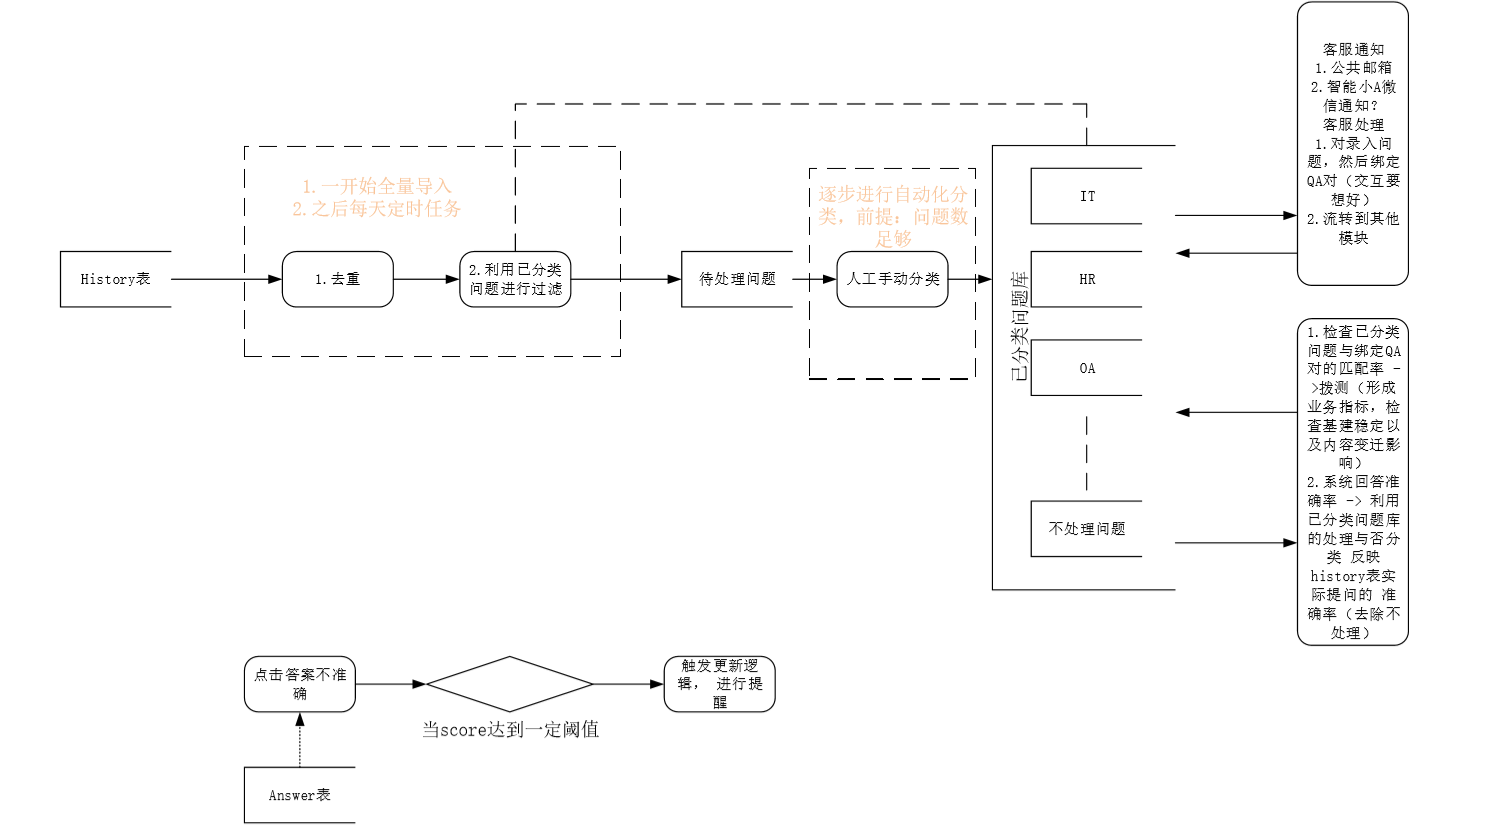 客服通知
1.公共邮箱
2.智能小A微
信通知？
客服处理
1.对录入问
题，然后绑定
QA对（交互要
想好）
2.流转到其他
模块
1.一开始全量导入
2.之后每天定时任务
逐步进行自动化分
类，前提：问题数
足够
History表
1.去重
2.利用已分类
问题进行过滤
待处理问题
人工手动分类
已分类问题库
IT
HR
OA
不处理问题
1.检查已分类
问题与绑定QA
对的匹配率 -
>拨测（形成
业务指标，检
查基建稳定以
及内容变迁影
响）
2.系统回答准
确率 -> 利用
已分类问题库
的处理与否分
类 反映
history表实
际提问的 准
确率（去除不
处理）
点击答案不准
确
当score达到一定阈值
触发更新逻
辑， 进行提
醒
Answer表